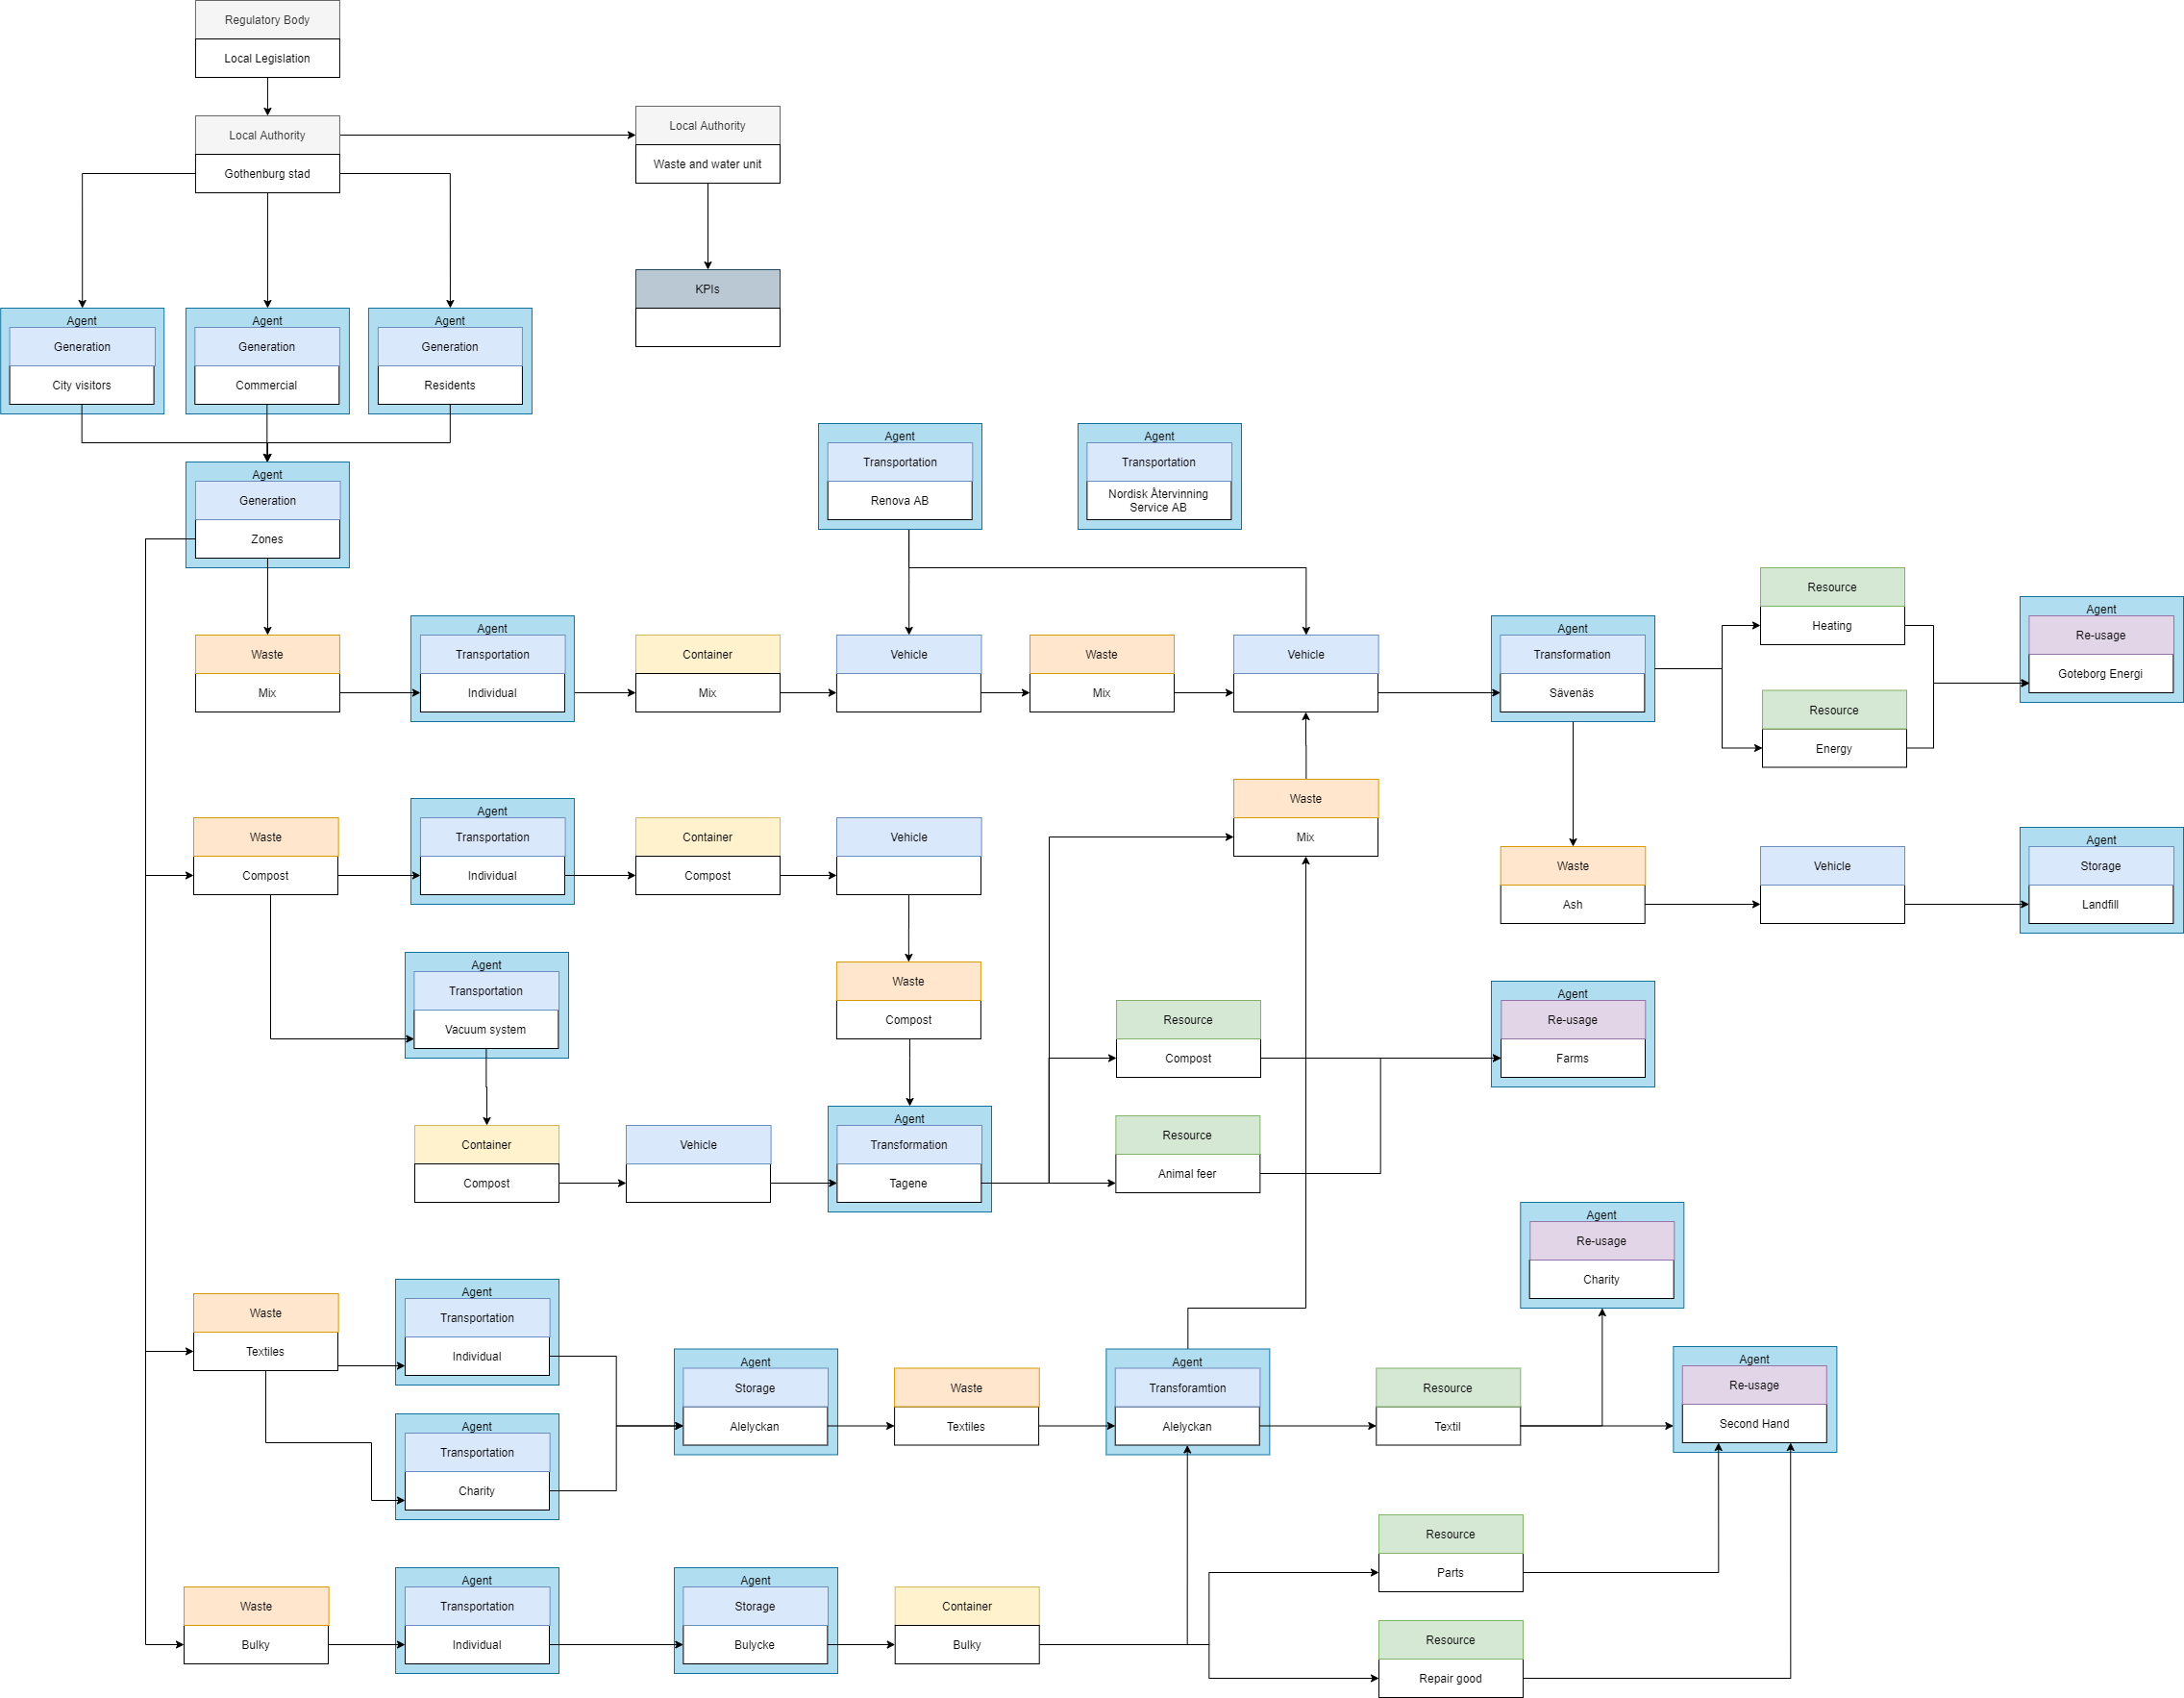 Regulatory Body
Local Legislation
Local Authority
Gothenburg stad
Local Authority
Waste and water unit
KPIs
Agent
Generation
City visitors
Agent
Generation
Commercial
Agent
Generation
Residents
Agent
Generation
Zones
Agent
Transportation
Renova AB
Agent
Transportation
Nordisk Återvinning
Service AB
Waste
Mix
Agent
Transportation
Individual
Container
Mix
Vehicle
Waste
Mix
Vehicle
Agent
Transformation
Sävenäs
Resource
Heating
Resource
Energy
Agent
Re-usage
Goteborg Energi
Waste
Compost
Agent
Transportation
Individual
Container
Compost
Vehicle
Waste
Mix
Waste
Ash
Vehicle
Agent
Storage
Landfill
Agent
Transportation
Vacuum system
Waste
Compost
Resource
Compost
Agent
Re-usage
Farms
Container
Compost
Vehicle
Agent
Transformation
Tagene
Resource
Animal feer
Agent
Re-usage
Charity
Waste
Textiles
Agent
Transportation
Individual
Agent
Transportation
Charity
Agent
Storage
Alelyckan
Waste
Textiles
Agent
Transforamtion
Alelyckan
Resource
Textil
Agent
Re-usage
Second Hand
Resource
Parts
Waste
Bulky
Agent
Transportation
Individual
Agent
Storage
Bulycke
Container
Bulky
Resource
Repair good